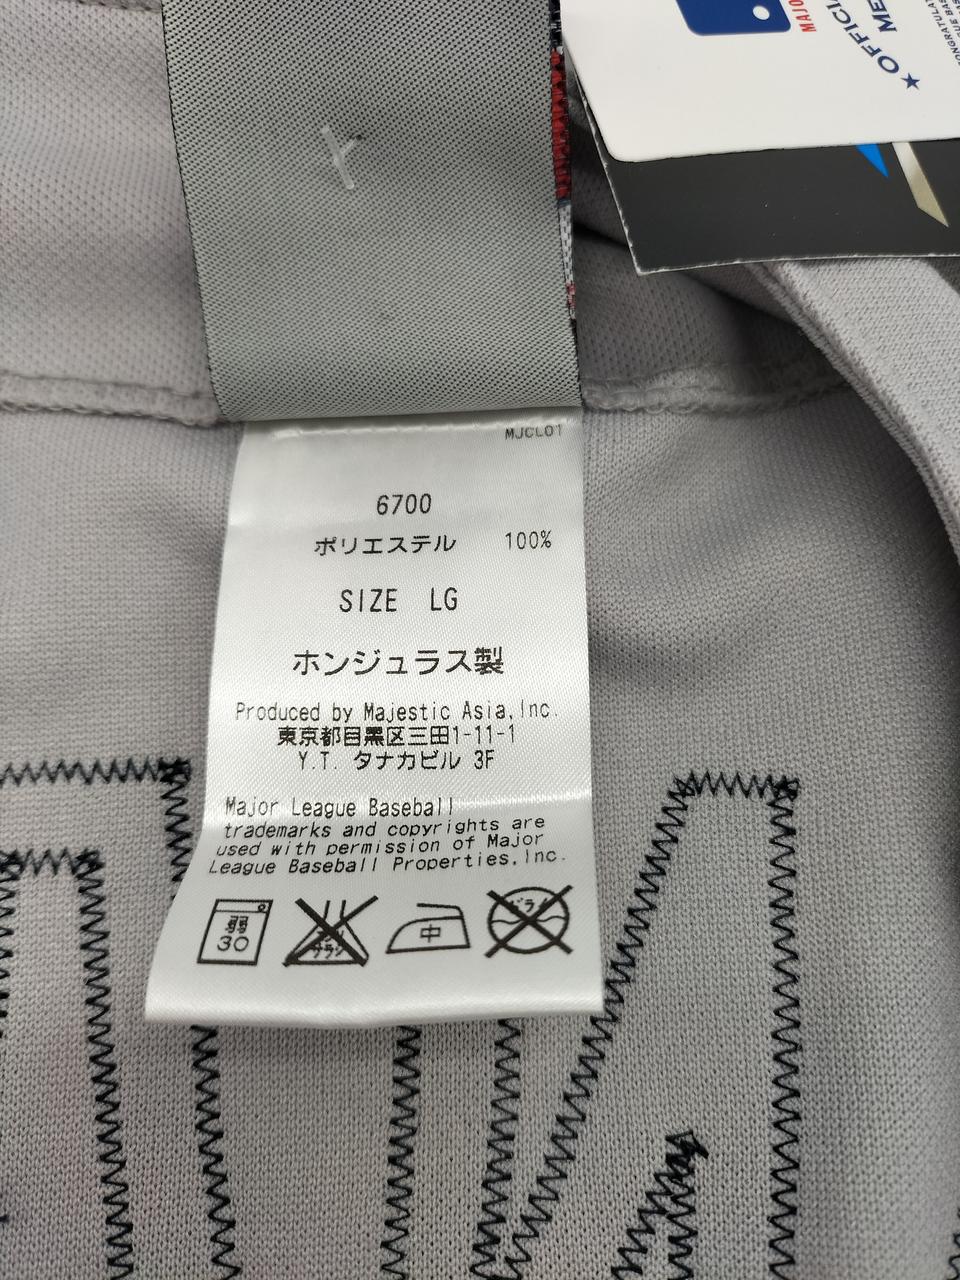 MJCL01
6700
ポリエステル 100%
SIZE LG
ホンジュラス製
Produced by Majestic Asia,Inc.
東京都目黒区三田1-11-1
Y.T. タナカビル 3F
Major League Baseball
trademarks and copyrights are
used with permission of Major
League Baseball Properties,Inc.
弱
30
中